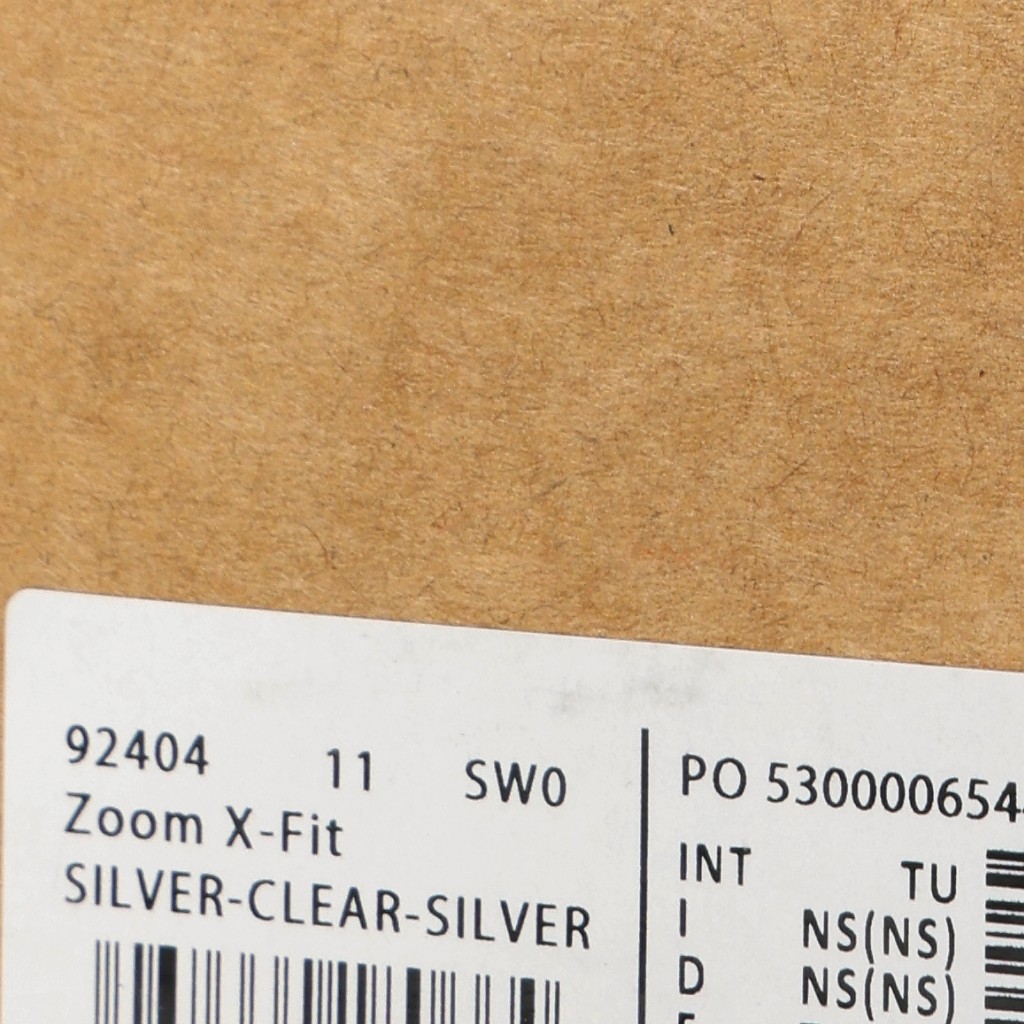 92404 11 SW0
Zoom X-Fit
SILVER-CLEAR-SILVER
PO 530000654
INT TU
I NS(NS)
D NS(NS)